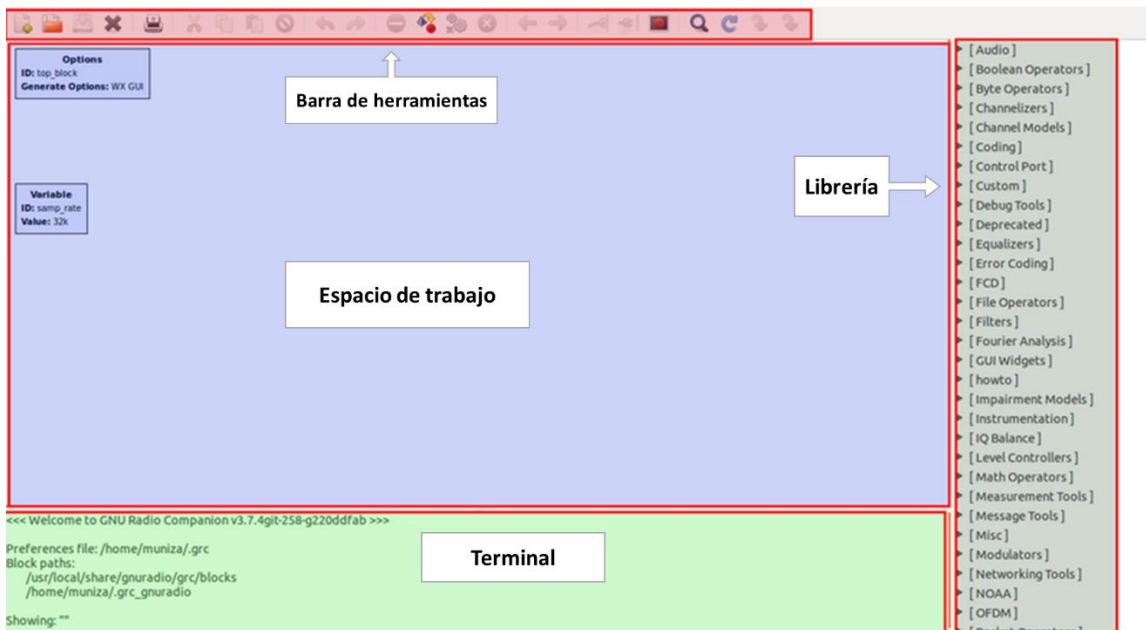 Options
ID: top_block
Generate Options: WX GUI
Barra de herramientas
Variable
ID: samp_rate
Value: 32k
Librería
Espacio de trabajo
[ Audio ]
[ Boolean Operators ]
[ Byte Operators ]
[ Channelizers ]
[ Channel Models ]
[ Coding ]
[ Control Port ]
[ Custom ]
[ Debug Tools ]
[ Deprecated ]
[ Equalizers ]
[ Error Coding ]
[ FCD ]
[ File Operators ]
[ Filters ]
[ Fourier Analysis ]
[ GUI Widgets ]
[ howto ]
[ Impairment Models ]
[ Instrumentation ]
[ IQ Balance ]
[ Level Controllers ]
[ Math Operators ]
[ Measurement Tools ]
[ Message Tools ]
[ Misc ]
[ Modulators ]
[ Networking Tools ]
[ NOAA ]
[ OFDM ]
<<< Welcome to GNU Radio Companion v3.7.4git-258-g220ddfab >>>
Preferences file: /home/muniza/.grc
Block paths:
/usr/local/share/gnuradio/grc/blocks
/home/muniza/.grc_gnuradio
Showing: ""
Terminal